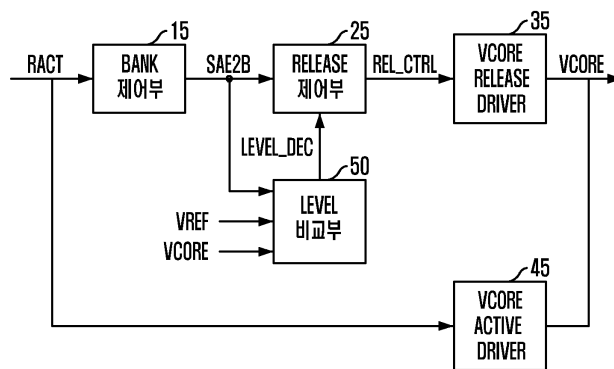 15
25
35
RACT
BANK
제어부
SAE2B
RELEASE
제어부
REL_CTRL
VCORE
RELEASE
DRIVER
VCORE
LEVEL_DEC
50
LEVEL
비교부
VREF
VCORE
45
VCORE
ACTIVE
DRIVER